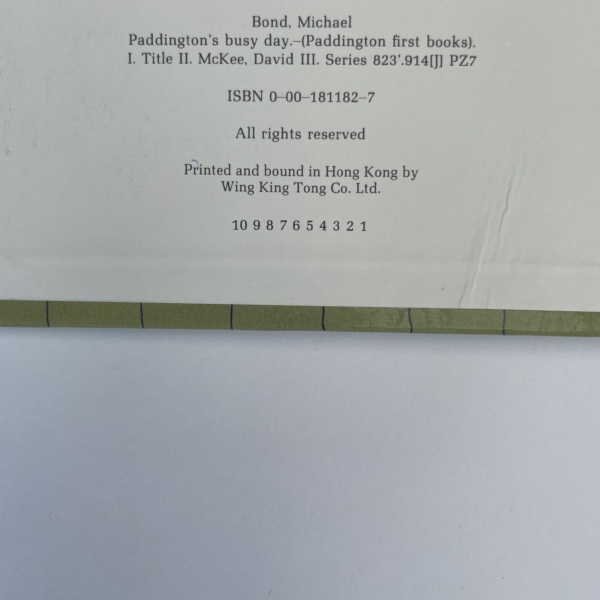 Bond, Michael
Paddington's busy day.–(Paddington first books).
I. Title II. McKee, David III. Series 823'.914[J] PZ7
ISBN 0–00–181182–7
All rights reserved
Printed and bound in Hong Kong by
Wing King Tong Co. Ltd.
10 9 8 7 6 5 4 3 2 1